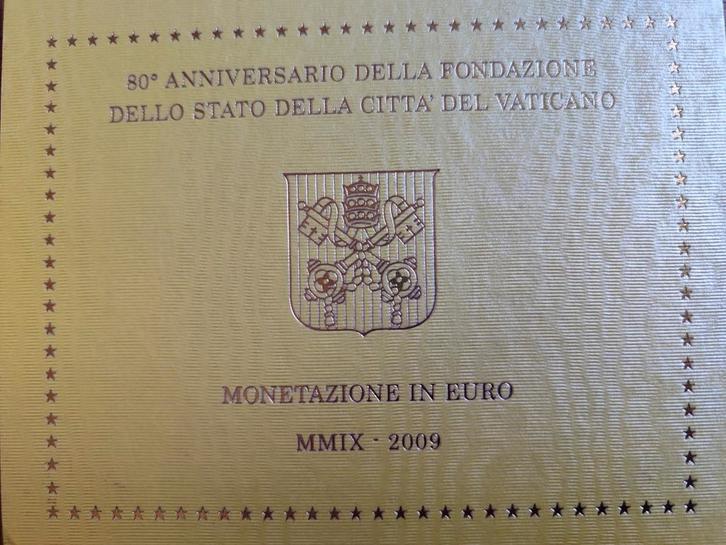 80° ANNIVERSARIO DELLA FONDAZIONE
DELLO STATO DELLA CITTA' DEL VATICANO
MONETAZIONE IN EURO
MMIX - 2009